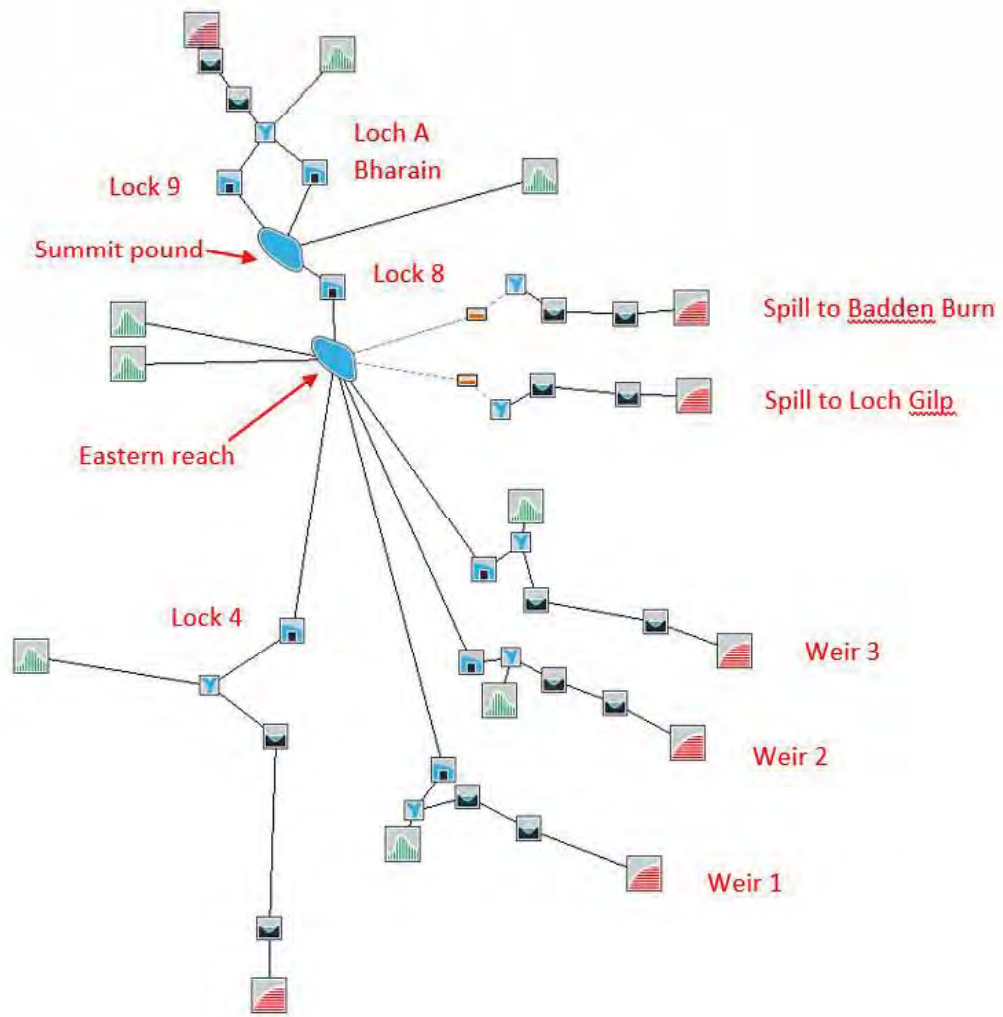 Loch A
Bharain
Lock 9
Summit pound
Lock 8
Spill to Badden Burn
Spill to Loch Gilp
Eastern reach
Lock 4
Weir 3
Weir 2
Weir 1